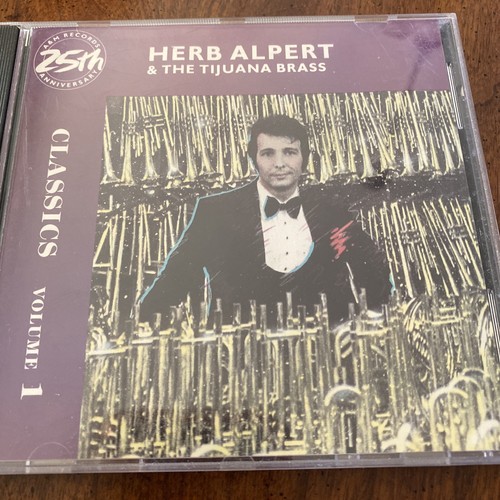 A&M RECORDS
25th
ANNIVERSARY
HERB ALPERT
& THE TIJUANA BRASS
CLASSICS VOLUME 1